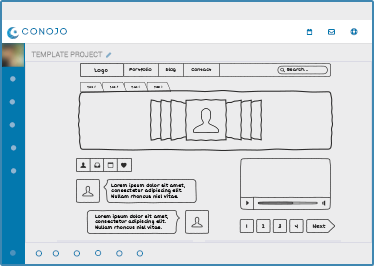 CONOJO
TEMPLATE PROJECT
Logo Portfolio Blog Contact Search...
Lorem ipsum dolor sit amet,
consectetur adipiscing elit.
Nullam rhoncus nisl vitae.
Lorem ipsum dolor sit amet,
consectetur adipiscing elit.
Nullam rhoncus nisl vitae.
1 2 3 4 Next